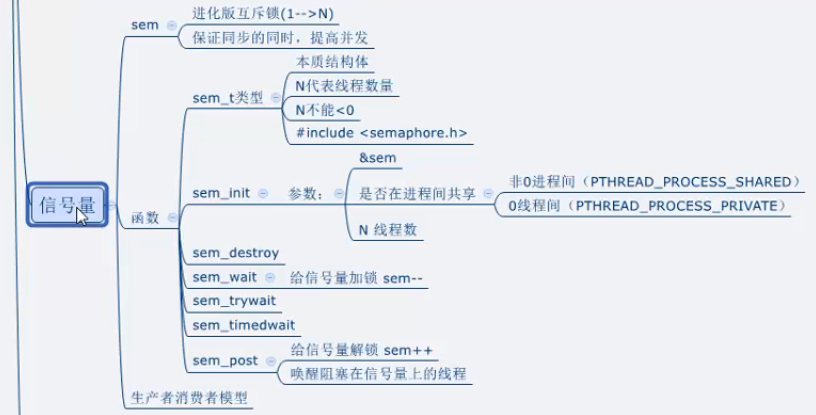 信号量
sem
进化版互斥锁(1-->N)
保证同步的同时，提高并发
函数
sem_t类型
本质结构体
N代表线程数量
N不能<0
#include <semaphore.h>
sem_init
参数：
&sem
是否在进程间共享
非0进程间（PTHREAD_PROCESS_SHARED）
0线程间（PTHREAD_PROCESS_PRIVATE）
N 线程数
sem_destroy
sem_wait
给信号量加锁 sem--
sem_trywait
sem_timedwait
sem_post
给信号量解锁 sem++
唤醒阻塞在信号量上的线程
生产者消费者模型